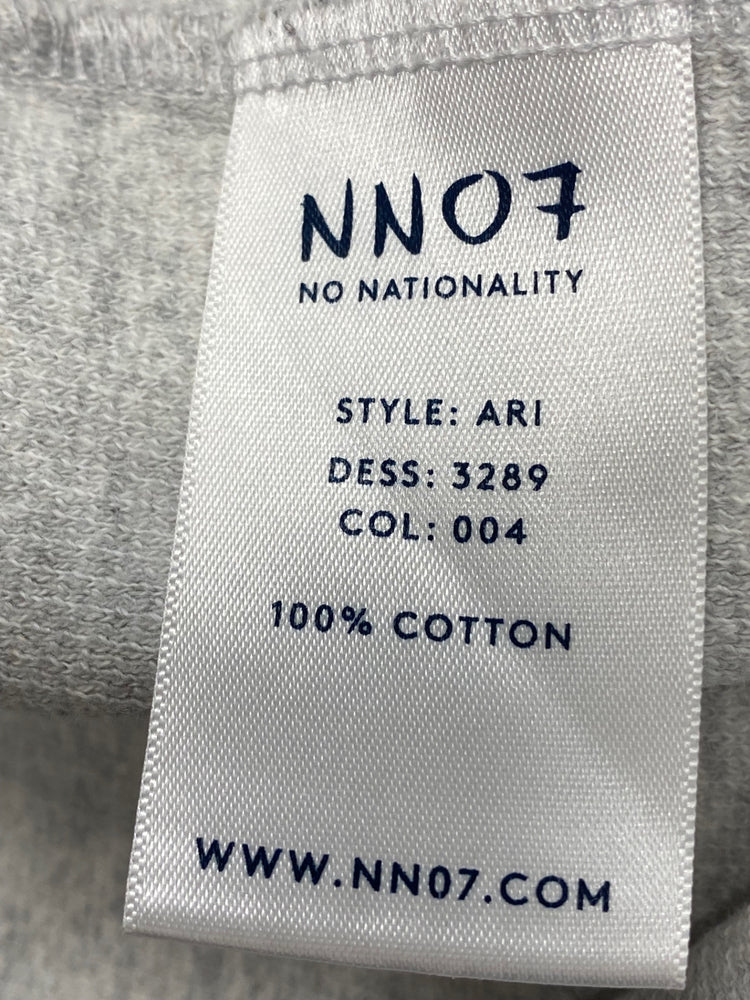 NN07
NO NATIONALITY
STYLE: ARI
DESS: 3289
COL: 004
100% COTTON
WWW.NN07.COM